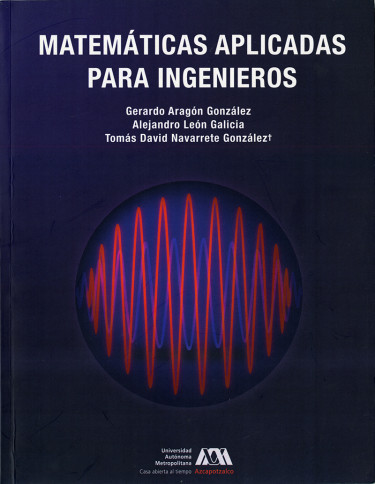 MATEMÁTICAS APLICADAS
PARA INGENIEROS
Gerardo Aragón González
Alejandro León Galicia
Tomás David Navarrete González†
Universidad
Autónoma
Metropolitana
Casa abierta al tiempo
Azcapotzalco